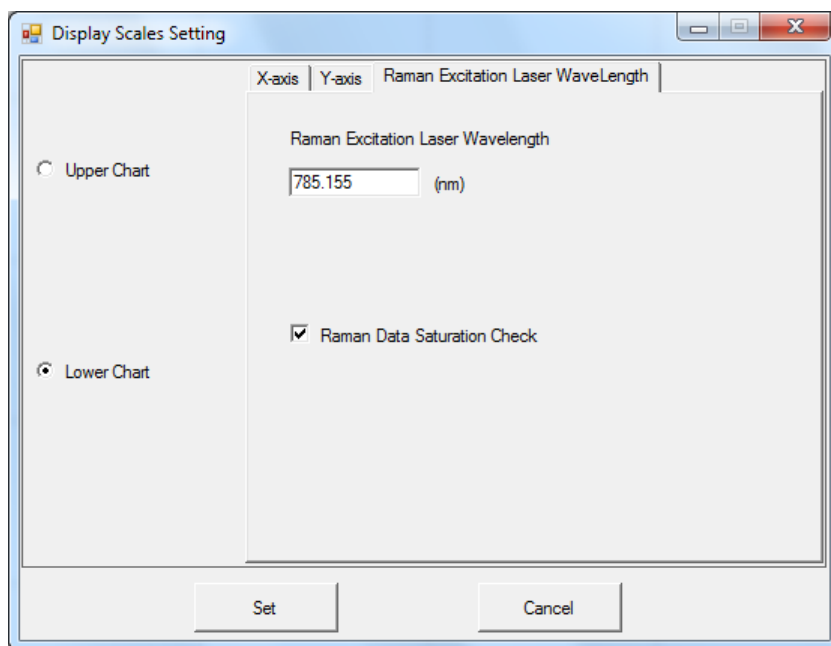 Display Scales Setting
X-axis
Y-axis
Raman Excitation Laser WaveLength
Raman Excitation Laser Wavelength
Upper Chart
785.155
(nm)
Raman Data Saturation Check
Lower Chart
Set
Cancel